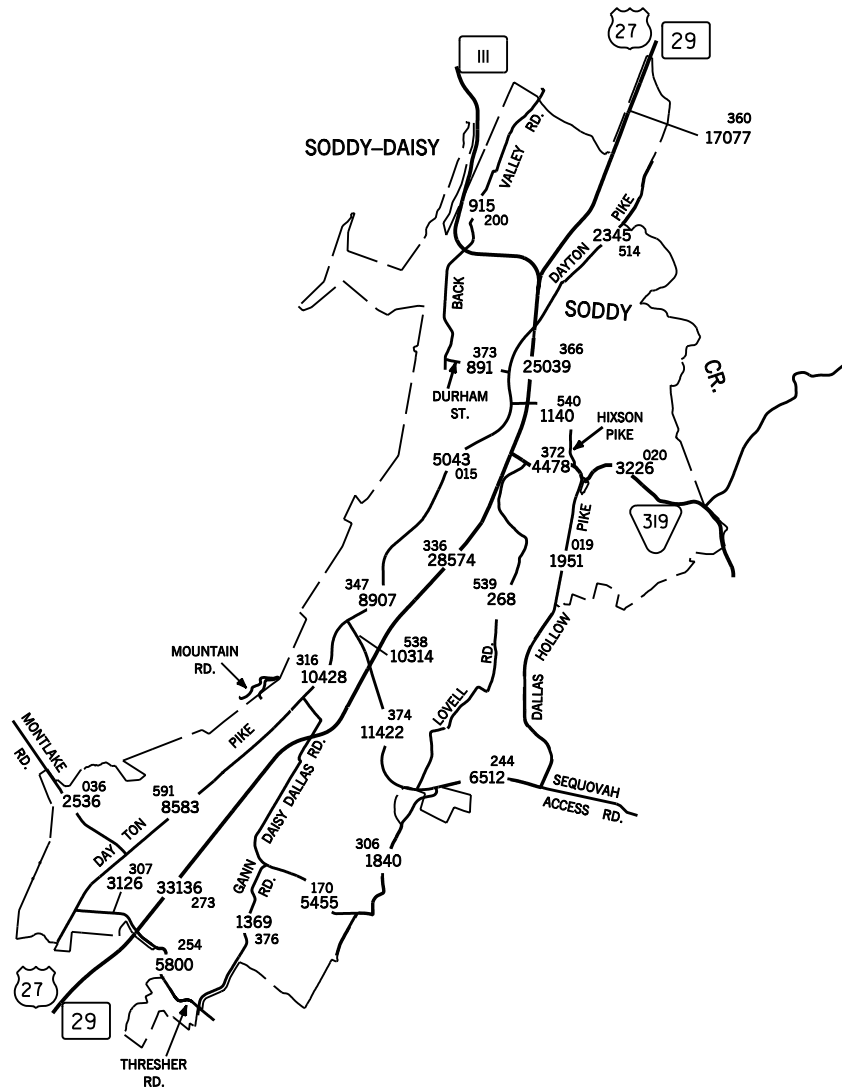 27
29
III
360
17077
SODDY–DAISY
VALLEY RD.
915
200
PIKE
2345
514
DAYTON
BACK
SODDY
373
891
366
25039
CR.
DURHAM
ST.
540
1140
HIXSON
PIKE
5043
015
372
4478
020
3226
319
PIKE
019
1951
336
28574
347
8907
539
268
MOUNTAIN
RD.
316
10428
538
10314
HOLLOW
RD.
374
11422
LOVELL
DALLAS
MONTLAKE
RD.
PIKE
DAISY DALLAS RD.
036
2536
591
8583
244
6512
SEQUOVAH
ACCESS RD.
DAY TON
306
1840
307
3126
33136
273
GANN
RD.
170
5455
1369
376
254
5800
27
29
THRESHER
RD.